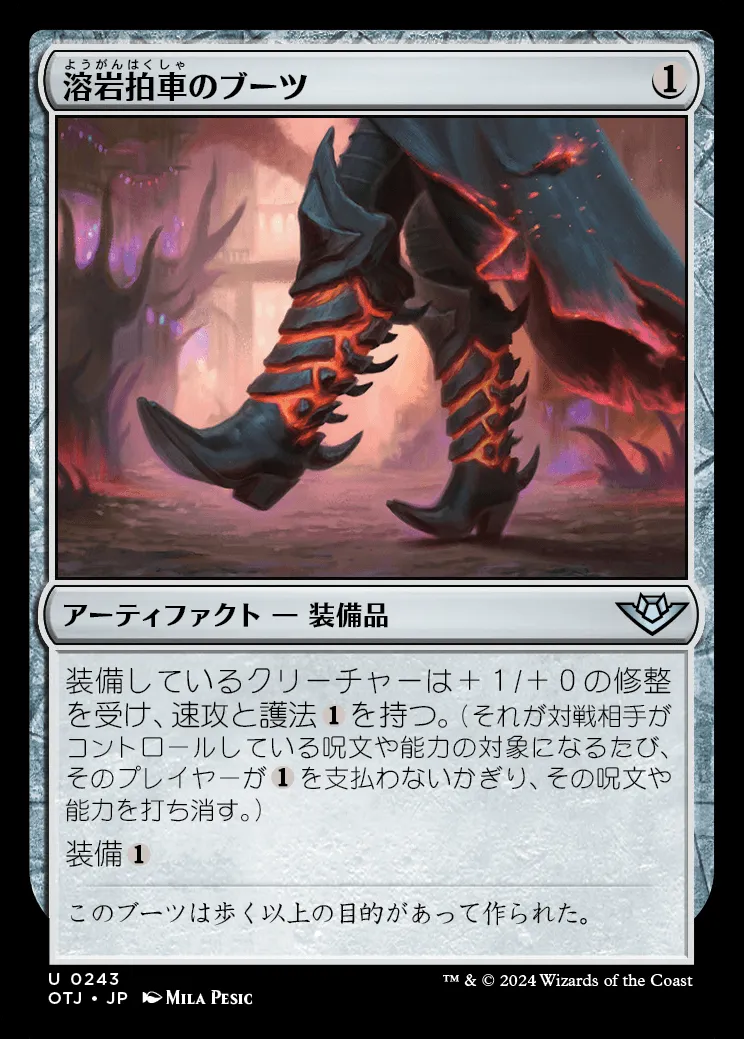 ようがんはくしゃ
溶岩拍車のブーツ 1
アーティファクト — 装備品
装備しているクリーチャーは+1/+0の修整
を受け、速攻と護法 1 を持つ。(それが対戦相手が
コントロールしている呪文や能力の対象になるたび、
そのプレイヤーが 1 を支払わないかぎり、その呪文や
能力を打ち消す。)
装備 1
このブーツは歩く以上の目的があって作られた。
U 0243
OTJ • JP Mila Pesic
™ & © 2024 Wizards of the Coast